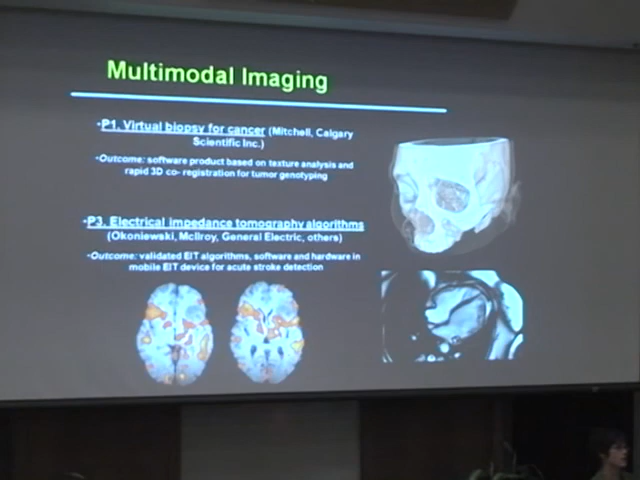 Multimodal Imaging
•P1. Virtual biopsy for cancer (Mitchell, Calgary
Scientific Inc.)
•Outcome: software product based on texture analysis and
rapid 3D co- registration for tumor genotyping
•P3. Electrical impedance tomography algorithms
(Okoniewski, McIlroy, General Electric, others)
•Outcome: validated EIT algorithms, software and hardware in
mobile EIT device for acute stroke detection